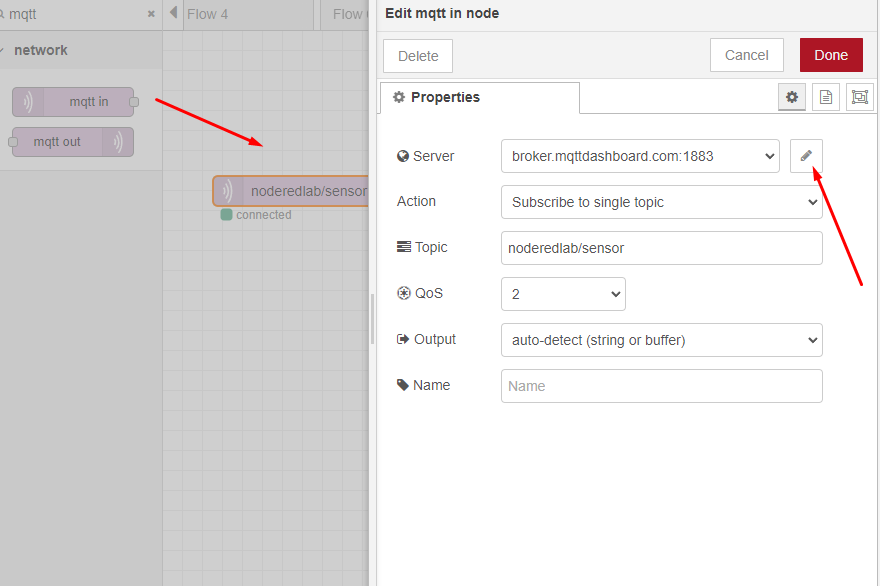 mqtt
Flow 4
Flow
Edit mqtt in node
network
Delete
Cancel
Done
mqtt in
mqtt out
Properties
Server
broker.mqttdashboard.com:1883
Action
Subscribe to single topic
noderedlab/sensor
connected
Topic
noderedlab/sensor
QoS
2
Output
auto-detect (string or buffer)
Name
Name